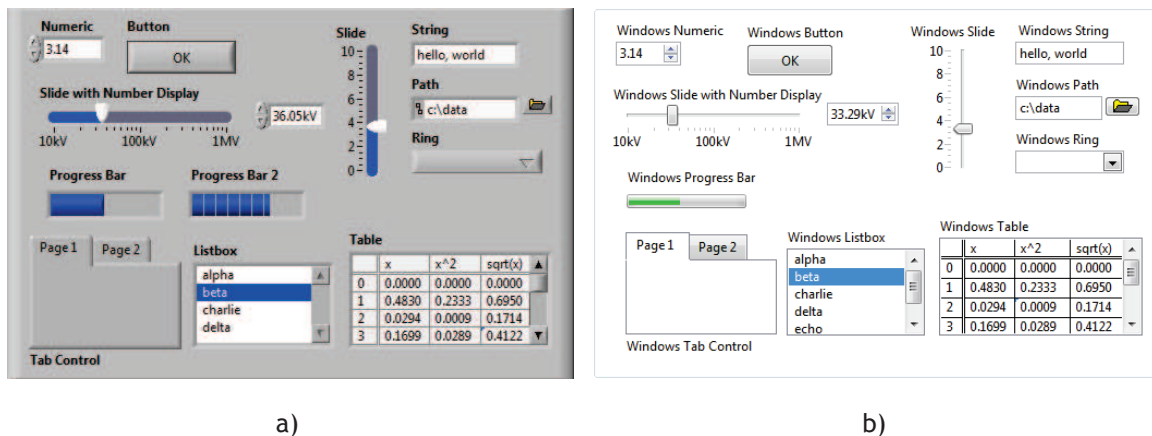 Numeric
3.14
Button
OK
Slide with Number Display
36.05kV
10kV 100kV 1MV
Slide
10
8
6
4
2
0
String
hello, world
Path
c:\data
Ring
Progress Bar
Progress Bar 2
Page 1 Page 2
Tab Control
Listbox
alpha
beta
charlie
delta
Table
x x^2 sqrt(x)
0 0.0000 0.0000 0.0000
1 0.4830 0.2333 0.6950
2 0.0294 0.0009 0.1714
3 0.1699 0.0289 0.4122
a)
Windows Numeric
3.14
Windows Button
OK
Windows Slide with Number Display
33.29kV
10kV 100kV 1MV
Windows Slide
10
8
6
4
2
0
Windows String
hello, world
Windows Path
c:\data
Windows Ring
Windows Progress Bar
Page 1 Page 2
Windows Tab Control
Windows Listbox
alpha
beta
charlie
delta
echo
Windows Table
x x^2 sqrt(x)
0 0.0000 0.0000 0.0000
1 0.4830 0.2333 0.6950
2 0.0294 0.0009 0.1714
3 0.1699 0.0289 0.4122
b)